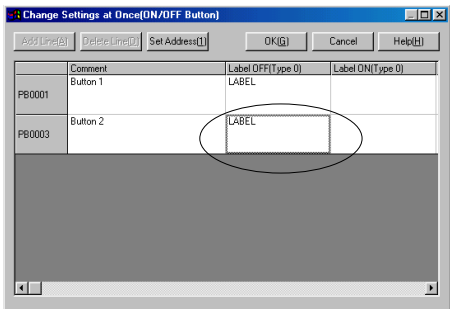 Change Settings at Once(ON/OFF Button)
Add Line(A) Delete Line(D) Set Address(1) OK(G) Cancel Help(H)
Comment Label OFF(Type 0) Label ON(Type 0)
PB0001 Button 1 LABEL
PB0003 Button 2 LABEL